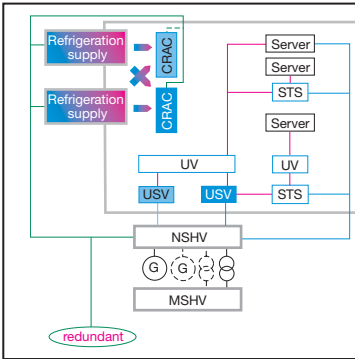 Refrigeration
supply
CRAC
Server
Server
STS
Refrigeration
supply
CRAC
Server
UV
UV
USV
USV
STS
NSHV
G
G
MSHV
redundant